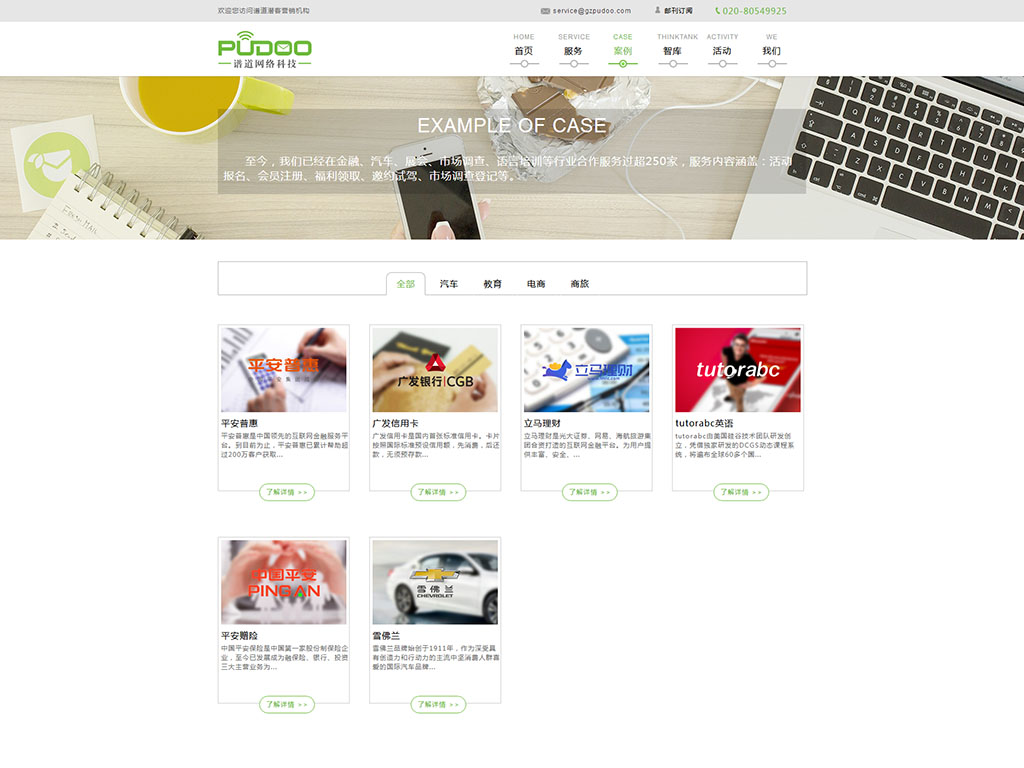 欢迎您访问谱道潜客营销机构
service@gzpudoo.com
邮刊订阅
020-80549925
PUDOO
谱道网络科技
HOME SERVICE CASE THINKTANK ACTIVITY WE
首页 服务 案例 智库 活动 我们
EXAMPLE OF CASE
至今，我们已经在金融、汽车、展会、市场调查、语言培训等行业合作服务过超250家，服务内容涵盖：活动
报名、会员注册、福利领取、邀约试驾、市场调查登记等。
全部 汽车 教育 电商 商旅
平安普惠
广发银行|CGB
立马理财
tutorabc
平安普惠
平安普惠是中国领先的互联网金融服务平
台。到目前为止，平安普惠已累计帮助超
过200万客户获取...
了解详情 >>
广发信用卡
广发信用卡是国内首张标准信用卡。卡片
按照国际标准预设信用额，先消费，后还
款，无须预存款...
了解详情 >>
立马理财
立马理财是光大证券、网易、海航旅游集
团合资打造的互联网金融平台。为用户提
供丰富、安全、...
了解详情 >>
tutorabc英语
tutorabc由美国硅谷技术团队研发创
立，凭借独家研发的DCGS动态课程系
统，将遍布全球60多个国...
了解详情 >>
中国平安
PINGAN
雪佛兰
CHEVROLET
平安赠险
中国平安保险是中国第一家股份制保险企
业，至今已发展成为融保险、银行、投资
三大主营业务为...
了解详情 >>
雪佛兰
雪佛兰品牌始创于1911年，作为深受具
有创造力和行动力的主流中坚消费人群喜
爱的国际汽车品牌...
了解详情 >>